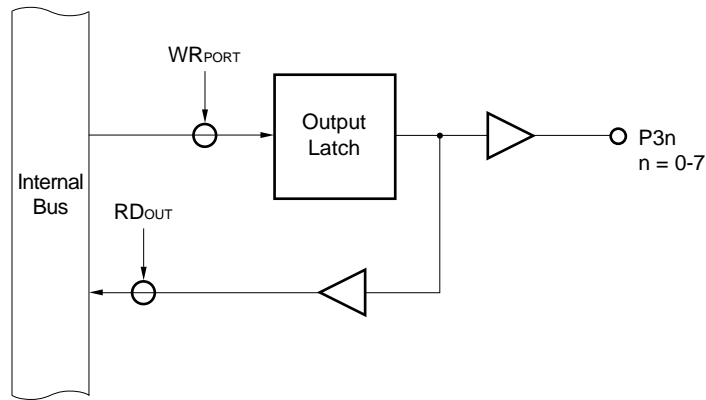 WRPORT
Output
Latch
P3n
n = 0-7
Internal
Bus
RDOUT